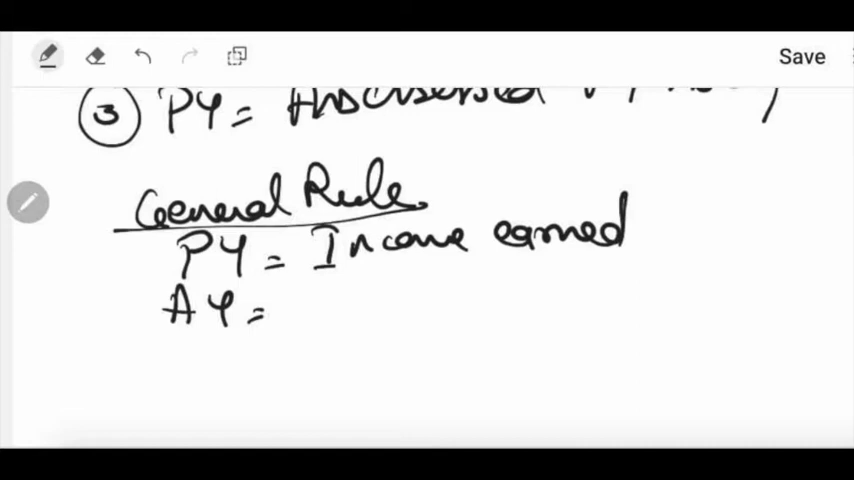 Save
3 PY =
General Rule
PY = Income earned
AY =